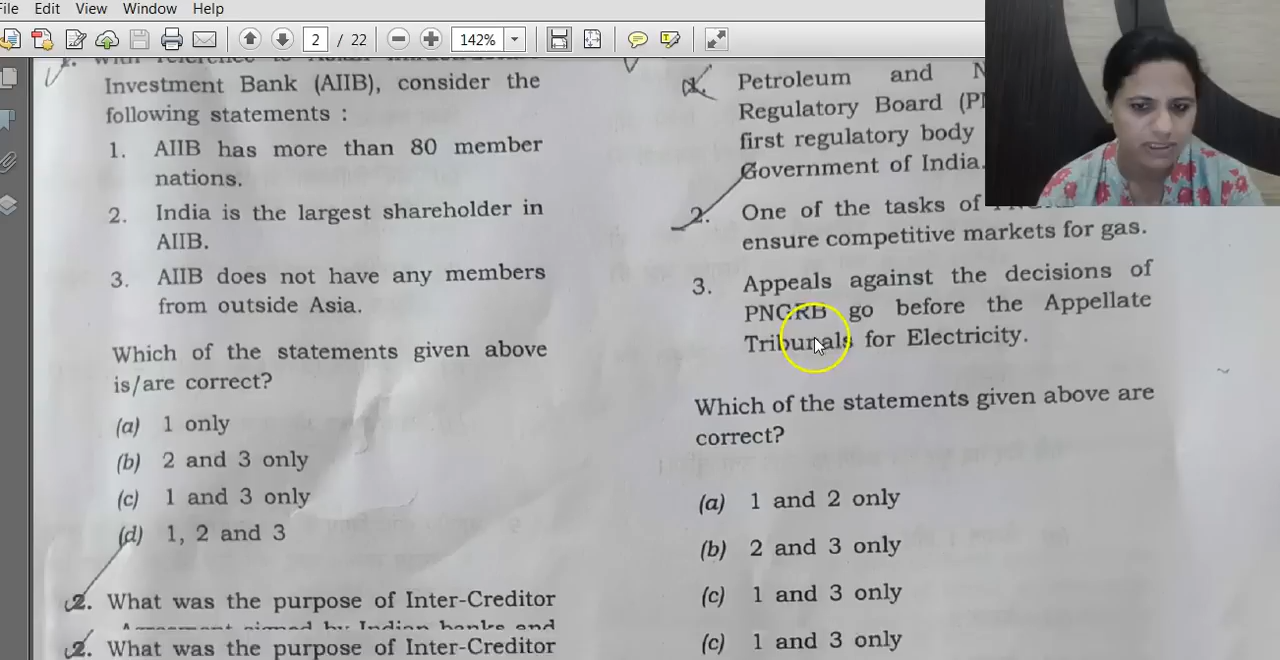 File Edit View Window Help
2 / 22 142%
Investment Bank (AIIB), consider the
following statements :
1. AIIB has more than 80 member
nations.
2. India is the largest shareholder in
AIIB.
3. AIIB does not have any members
from outside Asia.
Which of the statements given above
is/are correct?
(a) 1 only
(b) 2 and 3 only
(c) 1 and 3 only
(d) 1, 2 and 3
2. What was the purpose of Inter-Creditor
2. What was the purpose of Inter-Creditor
1. Petroleum and
Regulatory Board
first regulatory body
Government of India.
2. One of the tasks of
ensure competitive markets for gas.
3. Appeals against the decisions of
PNGRB go before the Appellate
Tribunals for Electricity.
Which of the statements given above are
correct?
(a) 1 and 2 only
(b) 2 and 3 only
(c) 1 and 3 only
(c) 1 and 3 only